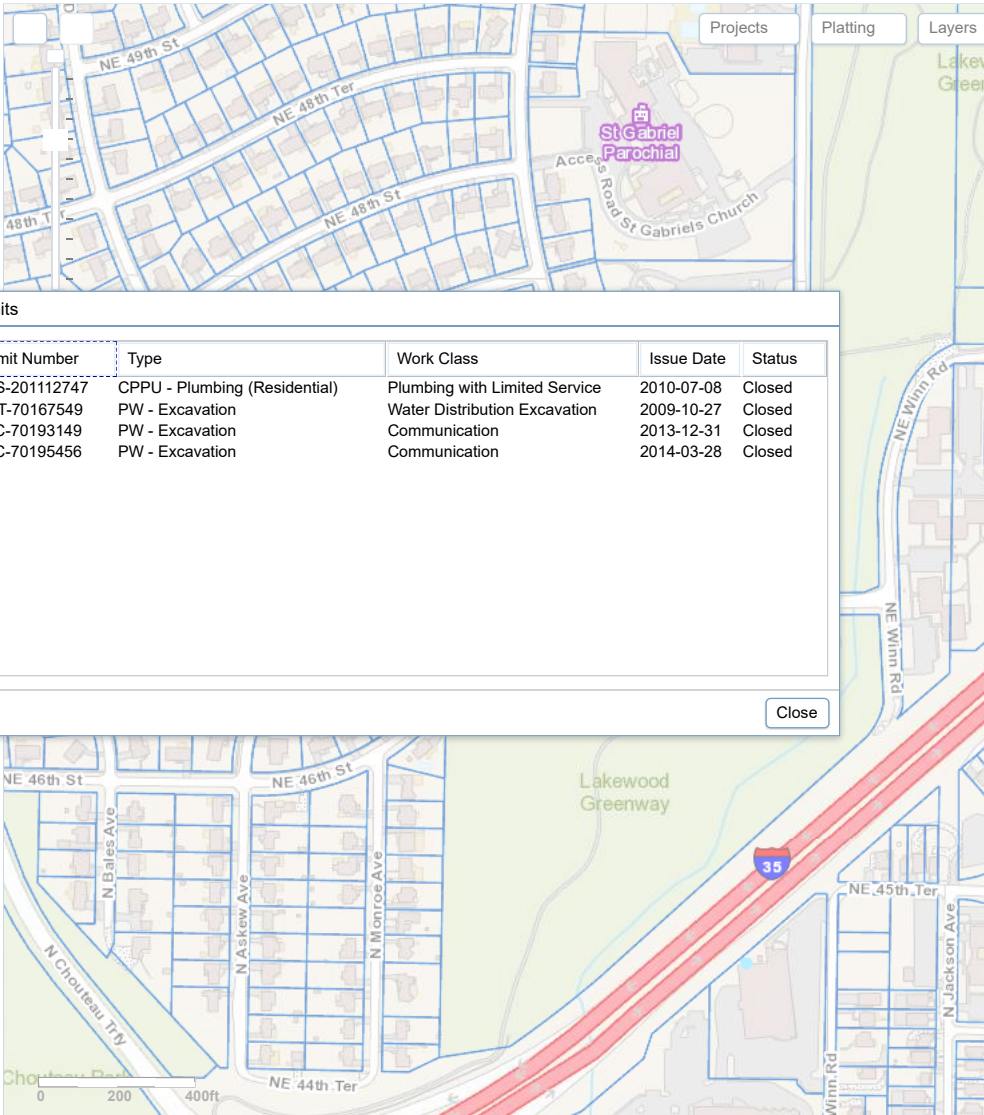 Projects
Platting
Layers
NE 49th St
NE 48th Ter
St Gabriel
Parochial
Access Road St Gabriels Church
48th Ter
NE 48th St
its
mit Number Type Work Class Issue Date Status
S-201112747 CPPU - Plumbing (Residential) Plumbing with Limited Service 2010-07-08 Closed
T-70167549 PW - Excavation Water Distribution Excavation 2009-10-27 Closed
C-70193149 PW - Excavation Communication 2013-12-31 Closed
C-70195456 PW - Excavation Communication 2014-03-28 Closed
Close
NE Winn Rd
NE Winn Rd
NE 46th St
NE 46th St
Lakewood
Greenway
N Bales Ave
N Askew Ave
N Monroe Ave
35
NE 45th Ter
N Jackson Ave
N Chouteau Trfy
Winn Rd
Chouteau Park
NE 44th Ter
0 200 400ft